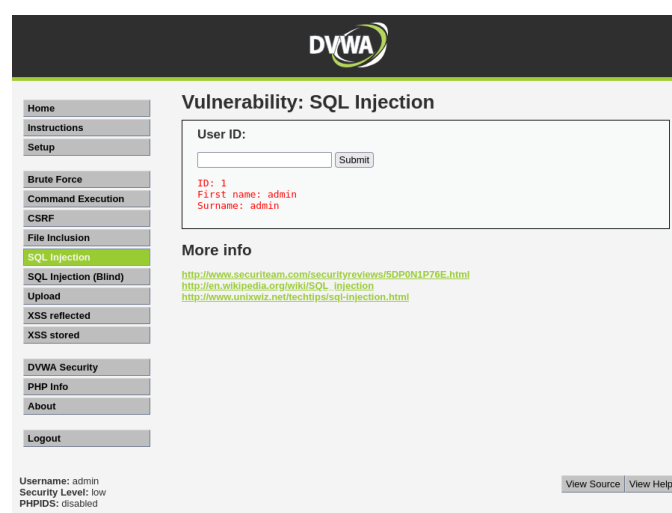 DVWA
Home
Instructions
Setup
Brute Force
Command Execution
CSRF
File Inclusion
SQL Injection
SQL Injection (Blind)
Upload
XSS reflected
XSS stored
DVWA Security
PHP Info
About
Logout
Vulnerability: SQL Injection
User ID:
Submit
ID: 1
First name: admin
Surname: admin
More info
http://www.securiteam.com/securityreviews/5DP0N1P76E.html
http://en.wikipedia.org/wiki/SQL_injection
http://www.unixwiz.net/techtips/sql-injection.html
Username: admin
Security Level: low
PHPIDS: disabled
View Source View Help